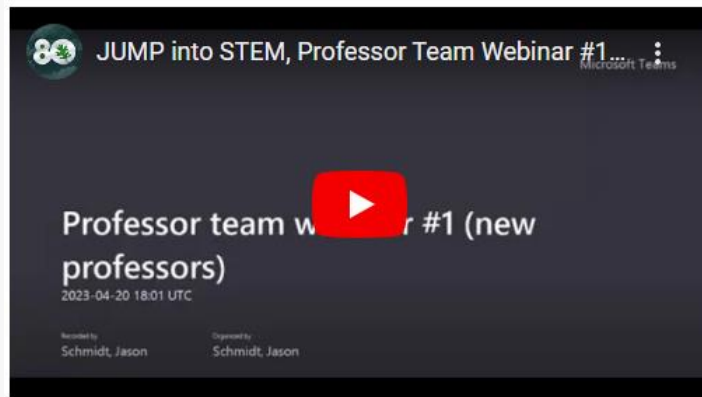 80 JUMP into STEM, Professor Team Webinar #1...
Microsoft Teams
Professor team w r #1 (new
professors)
2023-04-20 18:01 UTC
Recorded by Organized by
Schmidt, Jason Schmidt, Jason